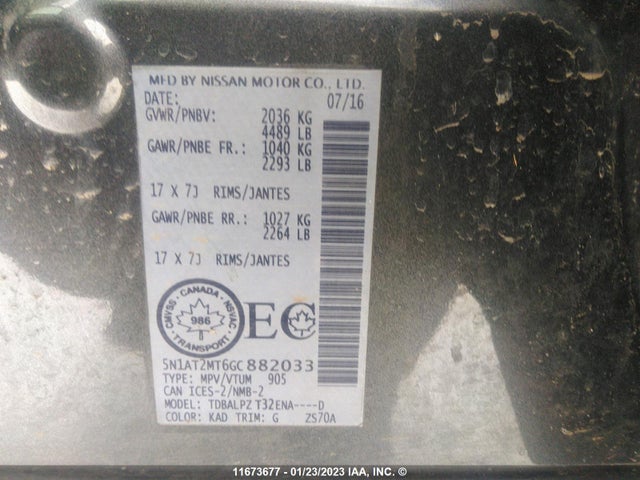 MFD BY NISSAN MOTOR CO., LTD.
DATE: 07/16
GVWR/PNBV: 2036 KG
4489 LB
GAWR/PNBE FR.: 1040 KG
2293 LB
17 X 7J RIMS/JANTES
GAWR/PNBE RR.: 1027 KG
2264 LB
17 X 7J RIMS/JANTES
CANADA
CMVSS · NSVAC
986
TRANSPORT
EC
5N1AT2MT6GC882033
TYPE: MPV/VTUM 905
CAN ICES-2/NMB-2
MODEL: TDBALPZ T32ENA----D
COLOR: KAD TRIM: G ZS70A
11673677 - 01/23/2023 IAA, INC. ©